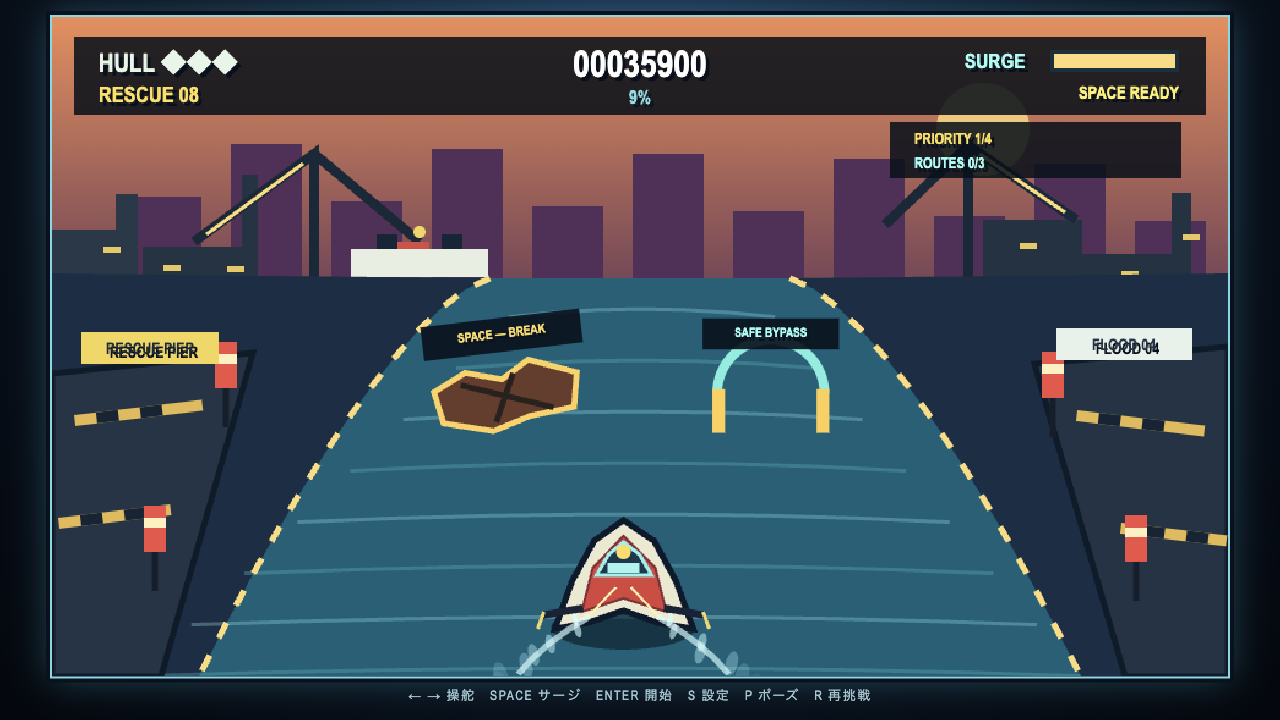 HULL
00035900
SURGE
RESCUE 08
9%
SPACE READY
PRIORITY 1/4
ROUTES 0/3
SPACE — BREAK
SAFE BYPASS
RESCUE PIER
FLOOD 04
← → 操舵 SPACE サージ ENTER 開始 S 設定 P ポーズ R 再挑戦